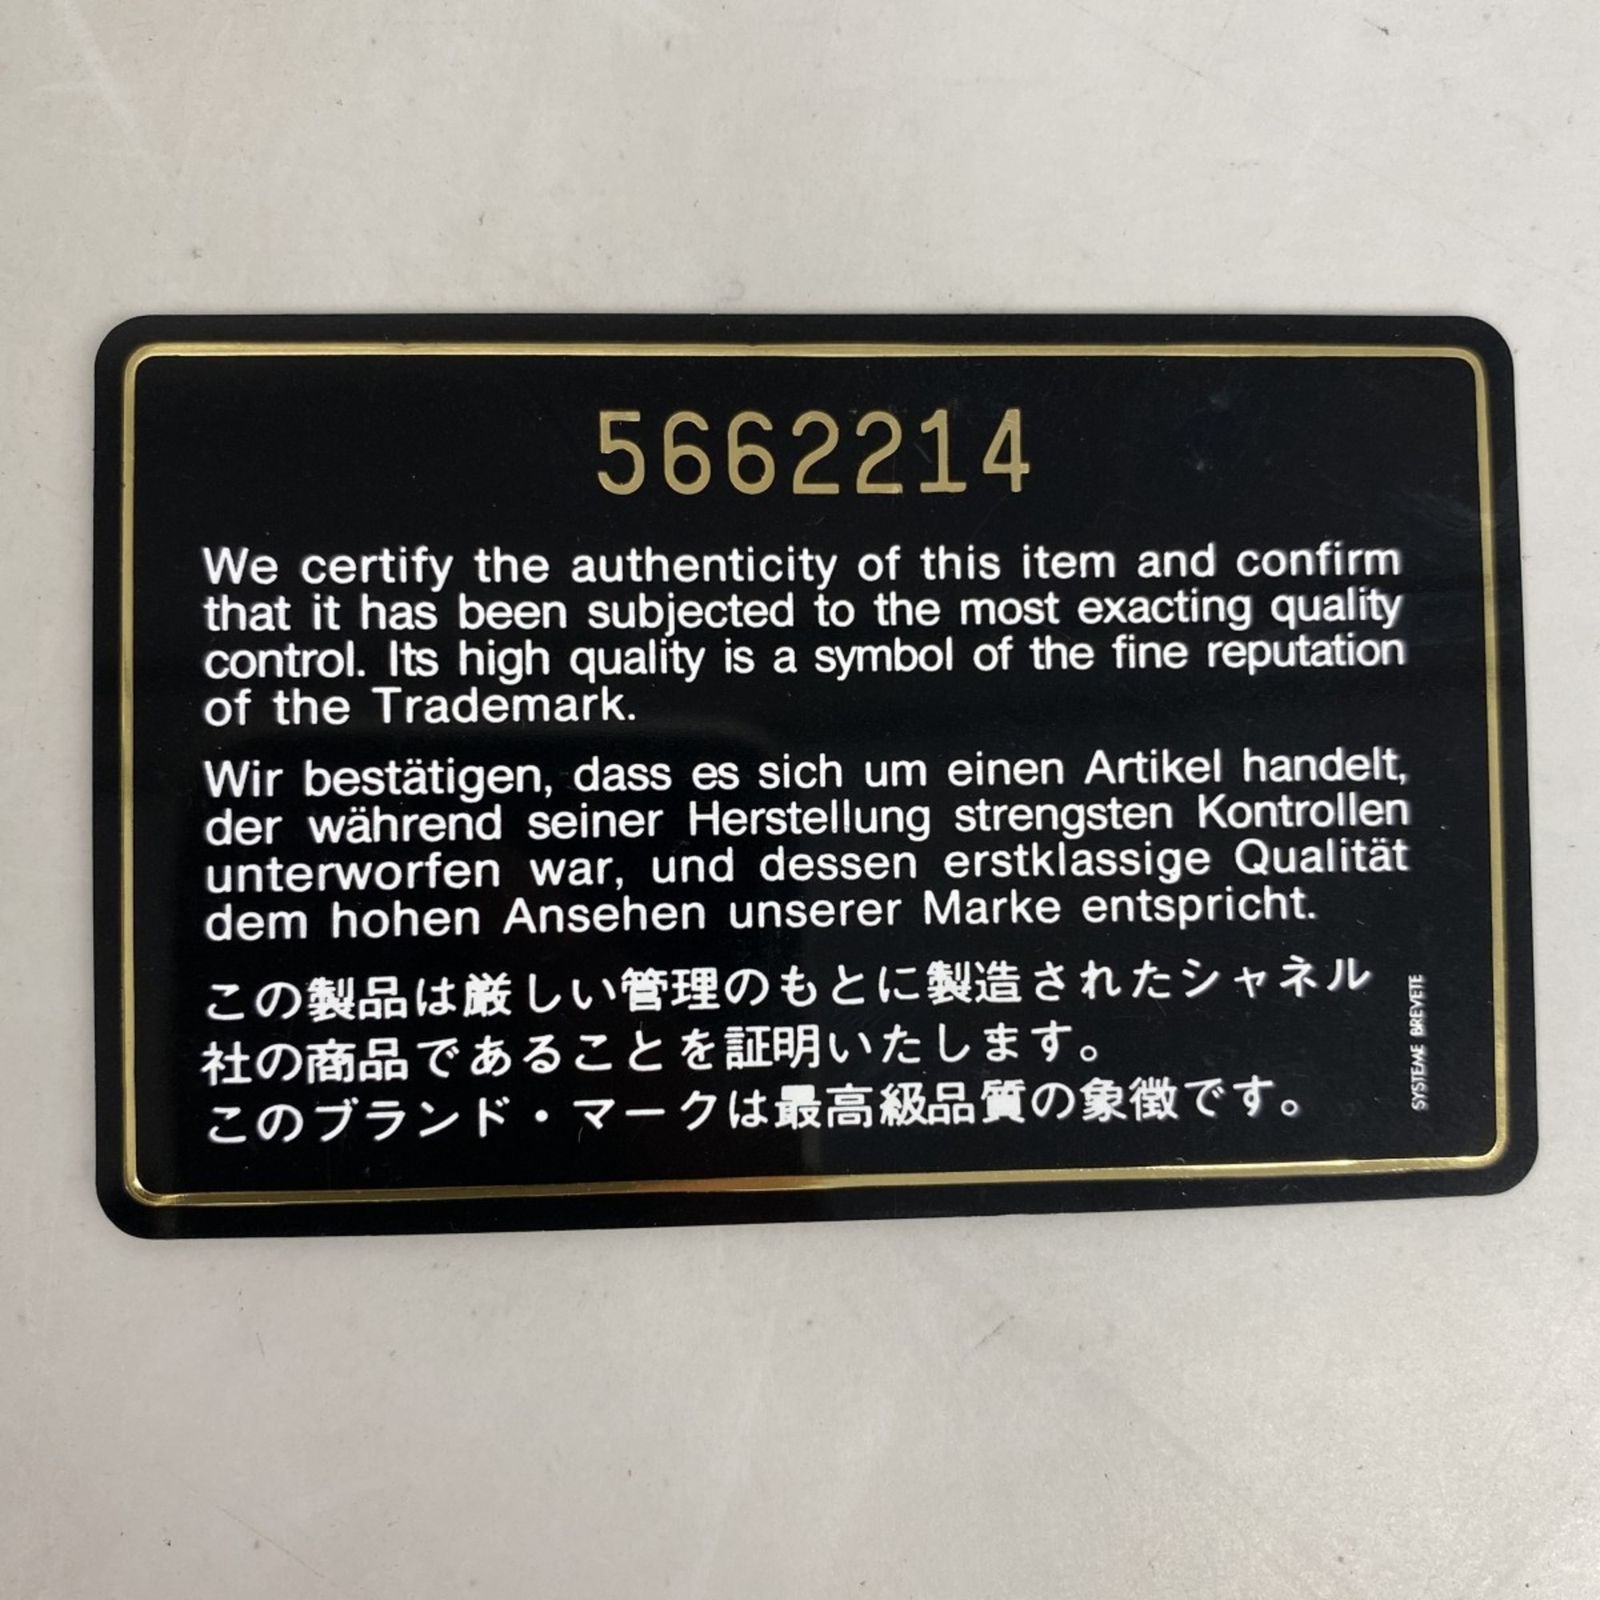 5662214
We certify the authenticity of this item and confirm
that it has been subjected to the most exacting quality
control. Its high quality is a symbol of the fine reputation
of the Trademark.
Wir bestätigen, dass es sich um einen Artikel handelt,
der während seiner Herstellung strengsten Kontrollen
unterworfen war, und dessen erstklassige Qualität
dem hohen Ansehen unserer Marke entspricht.
この製品は厳しい管理のもとに製造されたシャネル
社の商品であることを証明いたします。
このブランド・マークは最高級品質の象徴です。
SYSTEME BREVETE